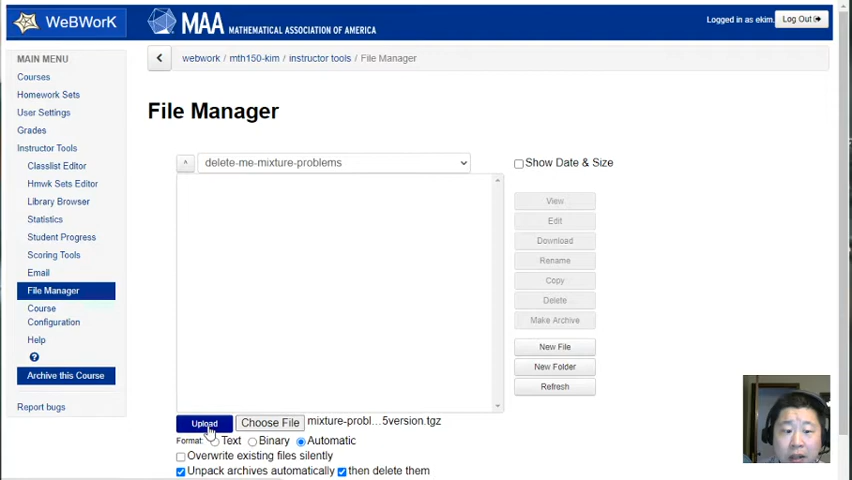 WeBWorK
MAA MATHEMATICAL ASSOCIATION OF AMERICA
Logged in as ekim.
Log Out
MAIN MENU
Courses
Homework Sets
User Settings
Grades
Instructor Tools
Classlist Editor
Hmwk Sets Editor
Library Browser
Statistics
Student Progress
Scoring Tools
Email
File Manager
Course
Configuration
Help
?
Archive this Course
Report bugs
webwork / mth150-kim / instructor tools / File Manager
File Manager
^ delete-me-mixture-problems
Show Date & Size
View
Edit
Download
Rename
Copy
Delete
Make Archive
New File
New Folder
Refresh
Upload Choose File mixture-probl...5version.tgz
Format: Text Binary Automatic
Overwrite existing files silently
Unpack archives automatically then delete them